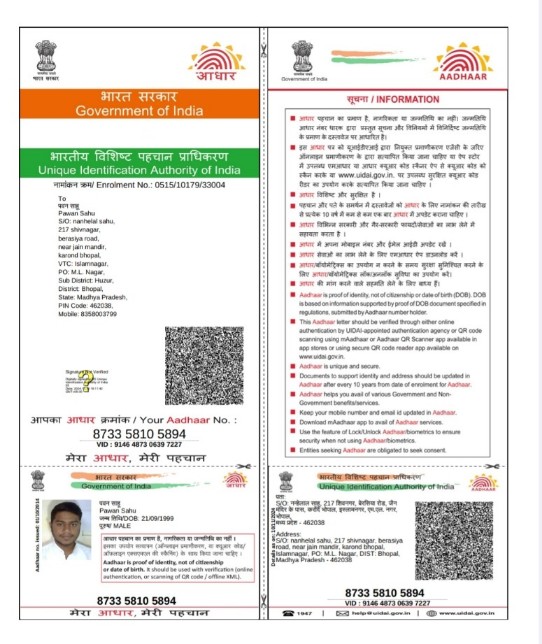 भारत सरकार
आधार
भारत सरकार
Government of India
भारतीय विशिष्ट पहचान प्राधिकरण
Unique Identification Authority of India
नामांकन क्रम/ Enrolment No.: 0515/10179/33004
To
पवन साहू
Pawan Sahu
S/O: nanhelal sahu,
217 shivnagar,
berasiya road,
near jain mandir,
karond bhopal,
VTC: Islamnagar,
PO: M.L. Nagar,
Sub District: Huzur,
District: Bhopal,
State: Madhya Pradesh,
PIN Code: 462038,
Mobile: 8358003799
आपका आधार क्रमांक / Your Aadhaar No. :
8733 5810 5894
VID : 9146 4873 0639 7227
मेरा आधार, मेरी पहचान
Government of India
AADHAAR
सूचना / INFORMATION
आधार पहचान का प्रमाण है, नागरिकता या जन्मतिथि का नहीं। जन्मतिथि
आधार नंबर धारक द्वारा प्रस्तुत सूचना और विनियमों में विनिर्दिष्ट जन्मतिथि
के प्रमाण के दस्तावेज पर आधारित है।
इस आधार पत्र को यूआईडीएआई द्वारा नियुक्त प्रमाणीकरण एजेंसी के जरिए
ऑनलाइन प्रमाणीकरण के द्वारा सत्यापित किया जाना चाहिए या ऐप स्टोर
में उपलब्ध एमआधार या आधार क्यूआर कोड स्कैनर ऐप से क्यूआर कोड को
स्कैन करके या www.uidai.gov.in. पर उपलब्ध सुरक्षित क्यूआर कोड
रीडर का उपयोग करके सत्यापित किया जाना चाहिए ।
आधार विशिष्ट और सुरक्षित है ।
पहचान और पते के समर्थन में दस्तावेजों को आधार के लिए नामांकन की तारीख
से प्रत्येक 10 वर्ष में कम से कम एक बार आधार में अपडेट कराना चाहिए ।
आधार विभिन्न सरकारी और गैर-सरकारी फायदों/सेवाओं का लाभ लेने में
सहायता करता है ।
आधार में अपना मोबाइल नंबर और ईमेल आईडी अपडेट रखें ।
आधार सेवाओं का लाभ लेने के लिए एमआधार ऐप डाउनलोड करें ।
आधार/बॉयोमेट्रिक्स का उपयोग न करने के समय सुरक्षा सुनिश्चित करने के
लिए आधार/बॉयोमेट्रिक्स लॉक/अनलॉक सुविधा का उपयोग करें।
आधार की मांग करने वाले सहमति लेने के लिए बाध्य हैं।
Aadhaar is proof of identity, not of citizenship or date of birth (DOB). DOB
is based on information supported by proof of DOB document specified in
regulations, submitted by Aadhaar number holder.
This Aadhaar letter should be verified through either online
authentication by UIDAI-appointed authentication agency or QR code
scanning using mAadhaar or Aadhaar QR Scanner app available in
app stores or using secure QR code reader app available on
www.uidai.gov.in.
Aadhaar is unique and secure.
Documents to support identity and address should be updated in
Aadhaar after every 10 years from date of enrolment for Aadhaar.
Aadhaar helps you avail of various Government and Non-
Government benefits/services.
Keep your mobile number and email id updated in Aadhaar.
Download mAadhaar app to avail of Aadhaar services.
Use the feature of Lock/Unlock Aadhaar/biometrics to ensure
security when not using Aadhaar/biometrics.
Entities seeking Aadhaar are obligated to seek consent.
भारत सरकार
Government of India
आधार
पवन साहू
Pawan Sahu
जन्म तिथि/DOB: 21/09/1999
पुरुष/ MALE
आधार पहचान का प्रमाण है, नागरिकता या जन्मतिथि का नहीं ।
Aadhaar is proof of identity, not of citizenship
or date of birth. It should be used with verification (online
authentication, or scanning of QR code / offline XML).
8733 5810 5894
मेरा आधार, मेरी पहचान
भारतीय विशिष्ट पहचान प्राधिकरण
Unique Identification Authority of India
AADHAAR
पता:
S/O: नन्हेलाल साहू, 217 शिवनगर, बेरसिया रोड, जैन
मंदिर के पास, करोंद भोपाल, इस्लामनगर, एम.एल. नगर,
भोपाल,
मध्य प्रदेश - 462038
Address:
S/O: nanhelal sahu, 217 shivnagar, berasiya
road, near jain mandir, karond bhopal,
Islamnagar, PO: M.L. Nagar, DIST: Bhopal,
Madhya Pradesh - 462038
8733 5810 5894
VID : 9146 4873 0639 7227
1947 | help@uidai.gov.in | www.uidai.gov.in